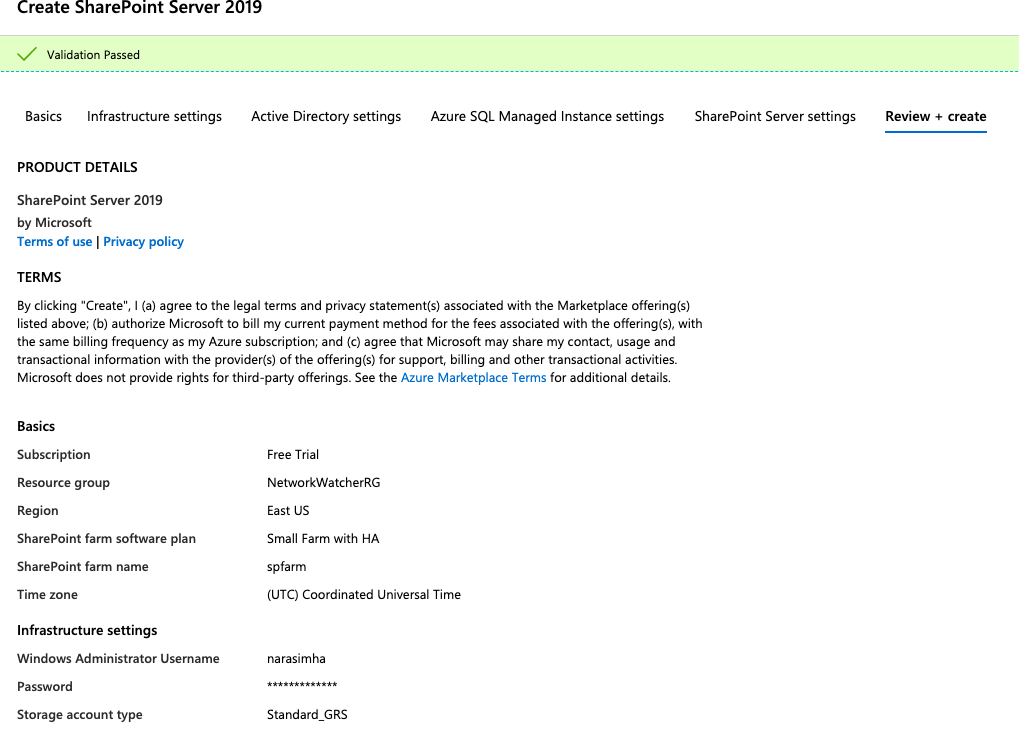 Create SharePoint Server 2019
Validation Passed
Basics Infrastructure settings Active Directory settings Azure SQL Managed Instance settings SharePoint Server settings Review + create
PRODUCT DETAILS
SharePoint Server 2019
by Microsoft
Terms of use | Privacy policy
TERMS
By clicking "Create", I (a) agree to the legal terms and privacy statement(s) associated with the Marketplace offering(s)
listed above; (b) authorize Microsoft to bill my current payment method for the fees associated with the offering(s), with
the same billing frequency as my Azure subscription; and (c) agree that Microsoft may share my contact, usage and
transactional information with the provider(s) of the offering(s) for support, billing and other transactional activities.
Microsoft does not provide rights for third-party offerings. See the Azure Marketplace Terms for additional details.
Basics
Subscription Free Trial
Resource group NetworkWatcherRG
Region East US
SharePoint farm software plan Small Farm with HA
SharePoint farm name spfarm
Time zone (UTC) Coordinated Universal Time
Infrastructure settings
Windows Administrator Username narasimha
Password *************
Storage account type Standard_GRS